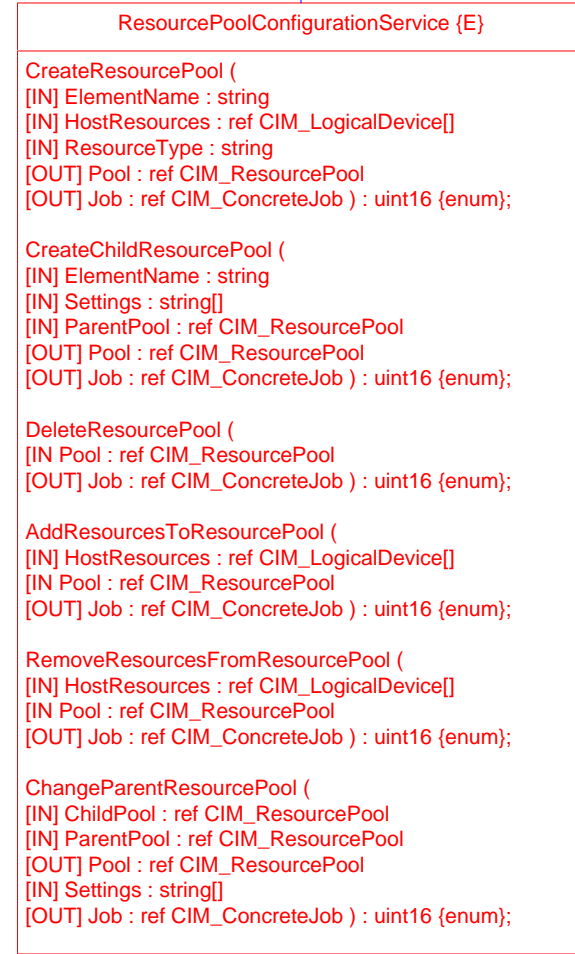 ResourcePoolConfigurationService {E}
CreateResourcePool (
[IN] ElementName : string
[IN] HostResources : ref CIM_LogicalDevice[]
[IN] ResourceType : string
[OUT] Pool : ref CIM_ResourcePool
[OUT] Job : ref CIM_ConcreteJob ) : uint16 {enum};
CreateChildResourcePool (
[IN] ElementName : string
[IN] Settings : string[]
[IN] ParentPool : ref CIM_ResourcePool
[OUT] Pool : ref CIM_ResourcePool
[OUT] Job : ref CIM_ConcreteJob ) : uint16 {enum};
DeleteResourcePool (
[IN Pool : ref CIM_ResourcePool
[OUT] Job : ref CIM_ConcreteJob ) : uint16 {enum};
AddResourcesToResourcePool (
[IN] HostResources : ref CIM_LogicalDevice[]
[IN Pool : ref CIM_ResourcePool
[OUT] Job : ref CIM_ConcreteJob ) : uint16 {enum};
RemoveResourcesFromResourcePool (
[IN] HostResources : ref CIM_LogicalDevice[]
[IN Pool : ref CIM_ResourcePool
[OUT] Job : ref CIM_ConcreteJob ) : uint16 {enum};
ChangeParentResourcePool (
[IN] ChildPool : ref CIM_ResourcePool
[IN] ParentPool : ref CIM_ResourcePool
[OUT] Pool : ref CIM_ResourcePool
[IN] Settings : string[]
[OUT] Job : ref CIM_ConcreteJob ) : uint16 {enum};